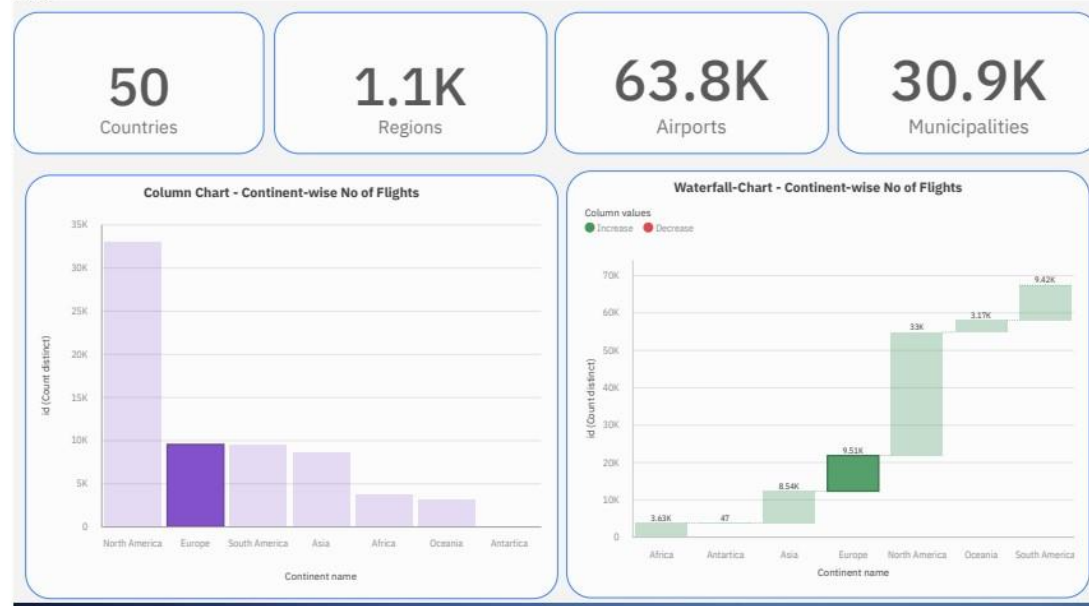 50
Countries
1.1K
Regions
63.8K
Airports
30.9K
Municipalities
Column Chart - Continent-wise No of Flights
35K
30K
25K
20K
15K
10K
5K
0
id (Count distinct)
North America Europe South America Asia Africa Oceania Antartica
Continent name
Waterfall-Chart - Continent-wise No of Flights
Column values
Increase Decrease
70K
60K
50K
40K
30K
20K
10K
0
id (Count distinct)
3.63K 47 8.54K 9.51K 33K 3.17K 9.42K
Africa Antartica Asia Europe North America Oceania South America
Continent name